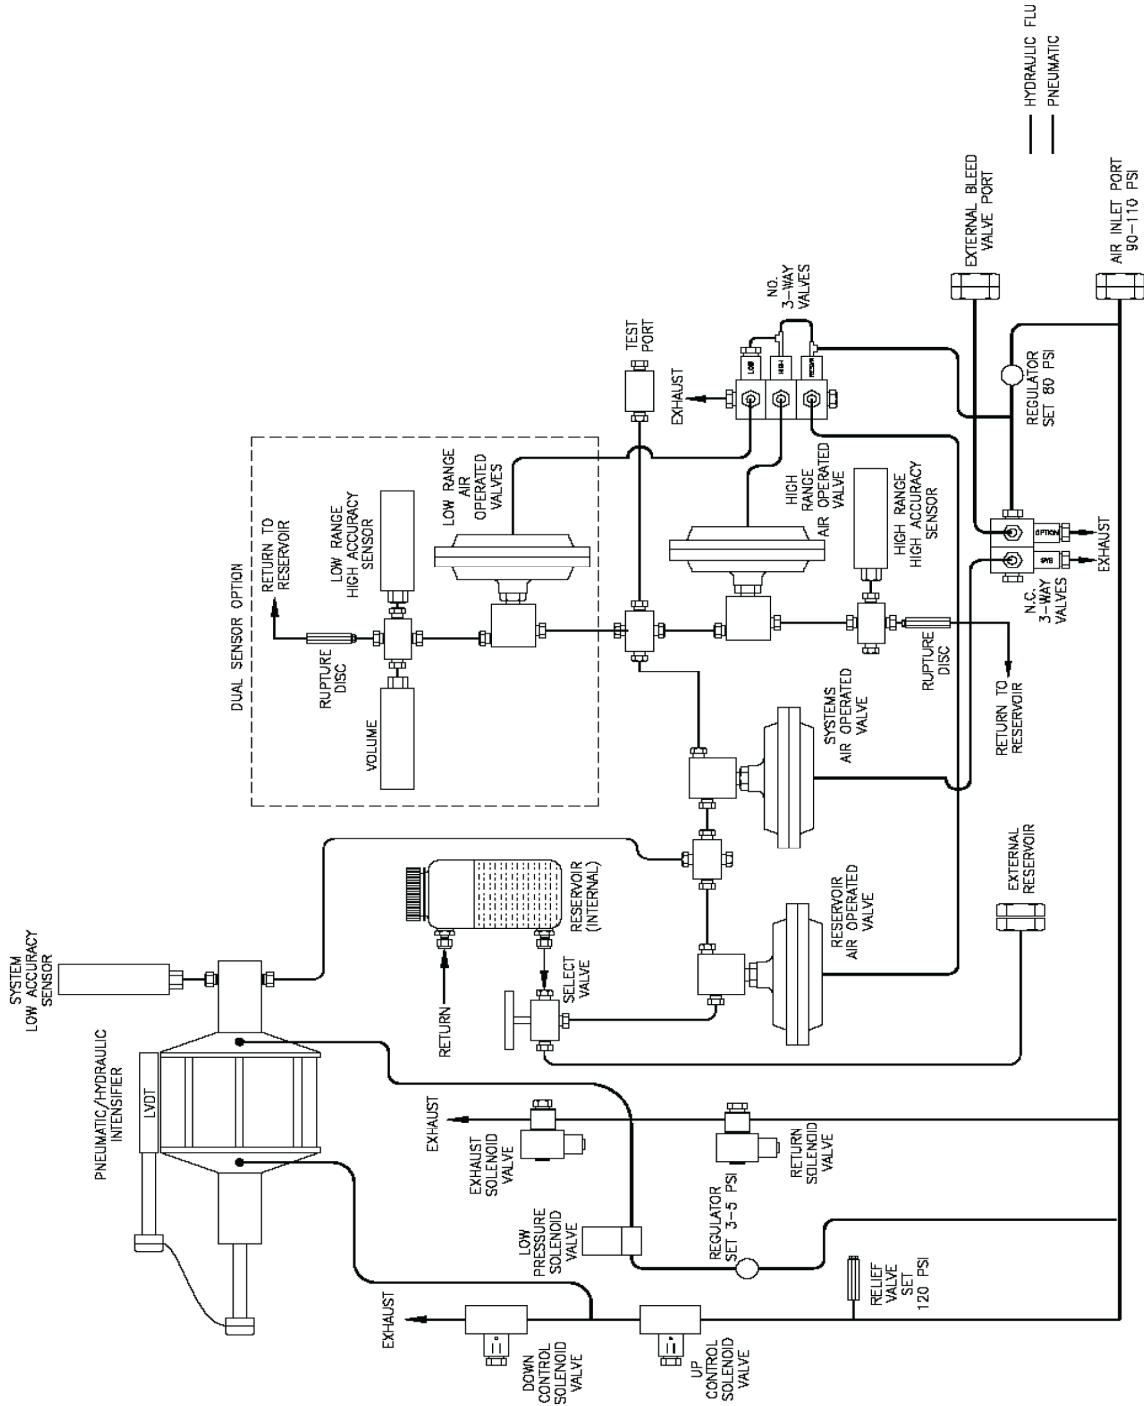 SYSTEM
LOW ACCURACY
SENSOR
PNEUMATIC/HYDRAULIC
INTENSIFIER
LVDT
DUAL SENSOR OPTION
RETURN TO
RESERVOIR
RUPTURE
DISC
LOW RANGE
HIGH ACCURACY
SENSOR
VOLUME
LOW RANGE
AIR
OPERATED
VALVES
TEST
PORT
EXHAUST
NO.
3-WAY
VALVES
LOW
HIGH
RESVR
HIGH
RANGE
AIR OPERATED
VALVE
HIGH RANGE
HIGH ACCURACY
SENSOR
RUPTURE
DISC
RETURN TO
RESERVOIR
SYSTEMS
AIR OPERATED
VALVE
RESERVOIR
(INTERNAL)
RETURN
SELECT
VALVE
RESERVOIR
AIR OPERATED
VALVE
EXTERNAL
RESERVOIR
N.C.
3-WAY
VALVES
SYS
OPTION
EXHAUST
REGULATOR
SET 80 PSI
EXTERNAL BLEED
VALVE PORT
AIR INLET PORT
90-110 PSI
HYDRAULIC FLU
PNEUMATIC
EXHAUST
EXHAUST
SOLENOID
VALVE
RETURN
SOLENOID
VALVE
LOW
PRESSURE
SOLENOID
VALVE
REGULATOR
SET 3-5 PSI
EXHAUST
DOWN
CONTROL
SOLENOID
VALVE
UP
CONTROL
SOLENOID
VALVE
RELIEF
VALVE
SET
120 PSI